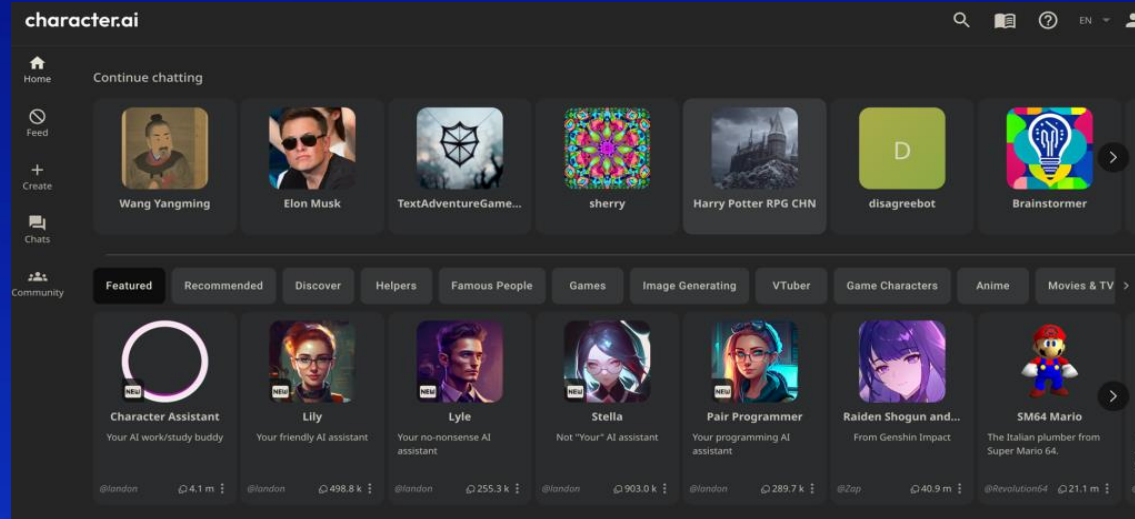 character.ai
EN
Home
Continue chatting
Feed
Create
Chats
Community
Wang Yangming
Elon Musk
TextAdventureGame...
sherry
Harry Potter RPG CHN
D
disagreebot
Brainstormer
Featured
Recommended
Discover
Helpers
Famous People
Games
Image Generating
VTuber
Game Characters
Anime
Movies & TV
NEW
Character Assistant
Your AI work/study buddy
@landon
4.1 m
NEW
Lily
Your friendly AI assistant
@landon
498.8 k
NEW
Lyle
Your no-nonsense AI
assistant
@landon
255.3 k
NEW
Stella
Not "Your" AI assistant
@landon
903.0 k
NEW
Pair Programmer
Your programming AI
assistant
@landon
289.7 k
Raiden Shogun and...
From Genshin Impact
@Zap
40.9 m
SM64 Mario
The Italian plumber from
Super Mario 64.
@Revolution64
21.1 m